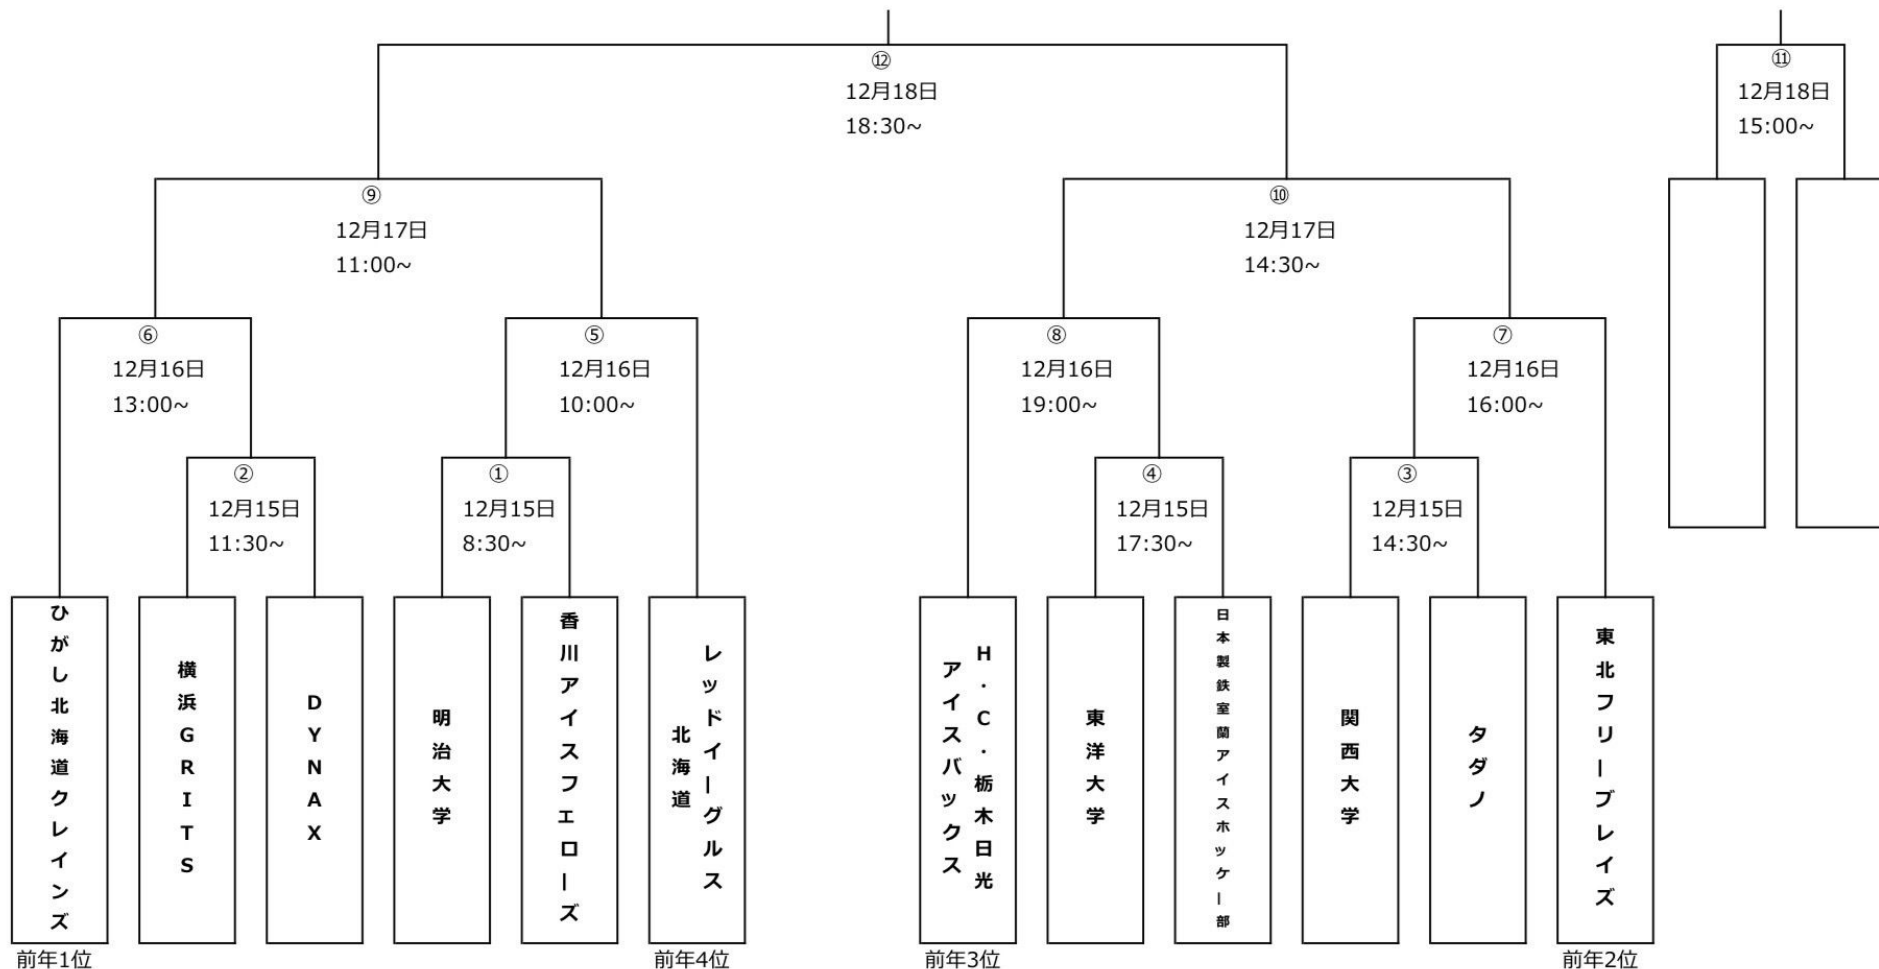 ⑫
12月18日
18:30~
⑪
12月18日
15:00~
⑨
12月17日
11:00~
⑩
12月17日
14:30~
⑥
12月16日
13:00~
⑤
12月16日
10:00~
⑧
12月16日
19:00~
⑦
12月16日
16:00~
②
12月15日
11:30~
①
12月15日
8:30~
④
12月15日
17:30~
③
12月15日
14:30~
ひがし北海道クレインズ
横浜GRITS
DYNAX
明治大学
香川アイスフェローズ
レッドイーグルス
北海道
H・C・栃木日光
アイスバックス
東洋大学
日本製鉄室蘭アイスホッケー部
関西大学
タダノ
東北フリーブレイズ
前年1位
前年4位
前年3位
前年2位